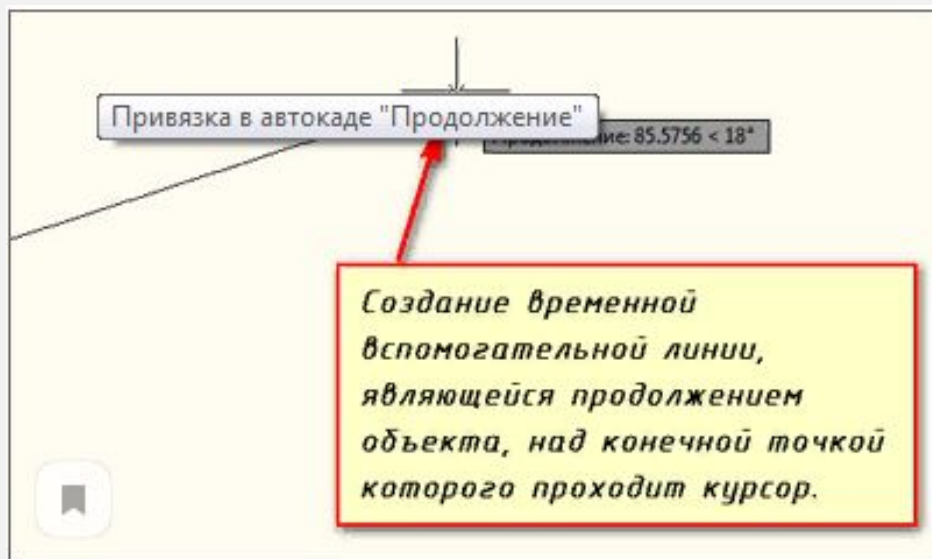 Привязка в автокаде "Продолжение"
85.5756 < 18°
Создание временной
вспомогательной линии,
являющейся продолжением
объекта, над конечной точкой
которого проходит курсор.